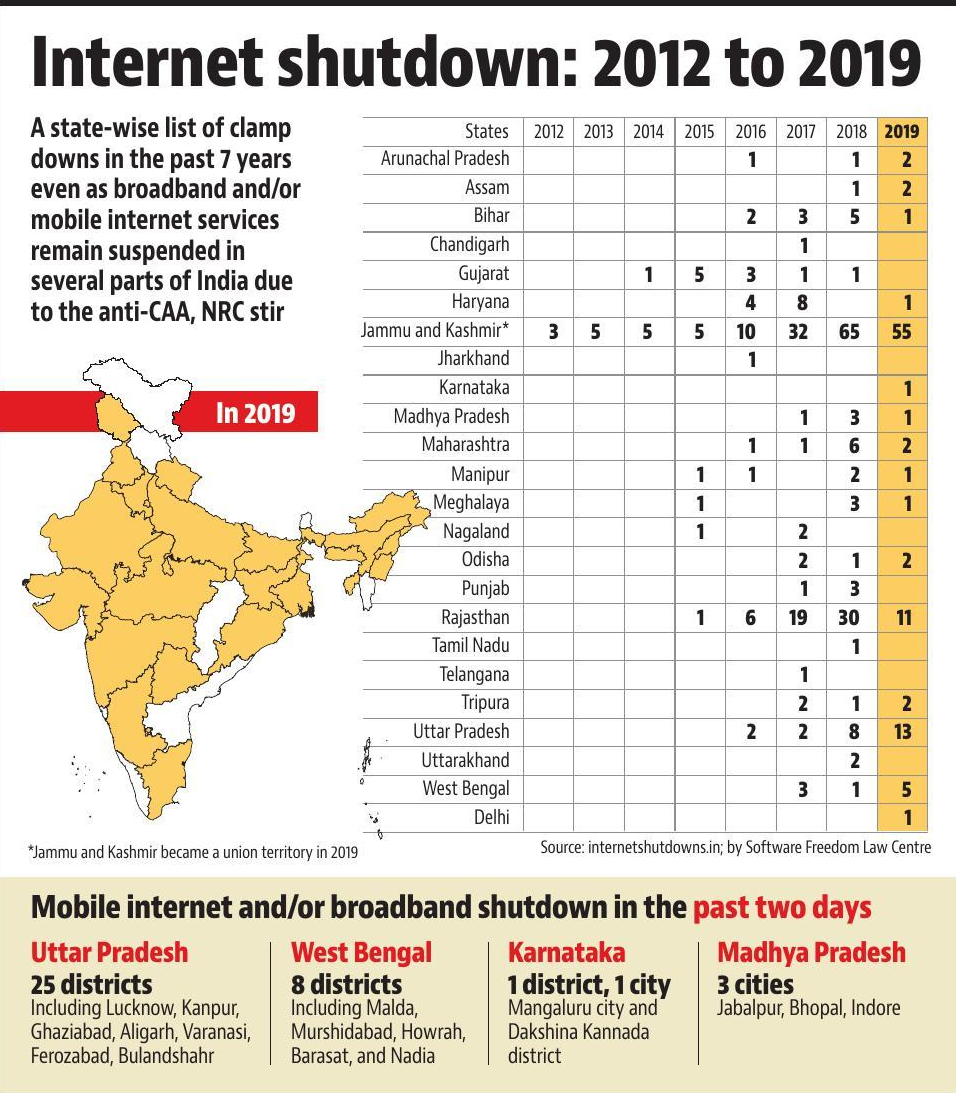 Internet shutdown: 2012 to 2019
A state-wise list of clamp
downs in the past 7 years
even as broadband and/or
mobile internet services
remain suspended in
several parts of India due
to the anti-CAA, NRC stir
In 2019
States 2012 2013 2014 2015 2016 2017 2018 2019
Arunachal Pradesh 1 1 2
Assam 1 2
Bihar 2 3 5 1
Chandigarh 1
Gujarat 1 5 3 1 1
Haryana 4 8 1
Jammu and Kashmir* 3 5 5 5 10 32 65 55
Jharkhand 1
Karnataka 1
Madhya Pradesh 1 3 1
Maharashtra 1 1 6 2
Manipur 1 1 2 1
Meghalaya 1 3 1
Nagaland 1 2
Odisha 2 1 2
Punjab 1 3
Rajasthan 1 6 19 30 11
Tamil Nadu 1
Telangana 1
Tripura 2 1 2
Uttar Pradesh 2 2 8 13
Uttarakhand 2
West Bengal 3 1 5
Delhi 1
*Jammu and Kashmir became a union territory in 2019
Source: internetshutdowns.in; by Software Freedom Law Centre
Mobile internet and/or broadband shutdown in the past two days
Uttar Pradesh
25 districts
Including Lucknow, Kanpur,
Ghaziabad, Aligarh, Varanasi,
Ferozabad, Bulandshahr
West Bengal
8 districts
Including Malda,
Murshidabad, Howrah,
Barasat, and Nadia
Karnataka
1 district, 1 city
Mangaluru city and
Dakshina Kannada
district
Madhya Pradesh
3 cities
Jabalpur, Bhopal, Indore